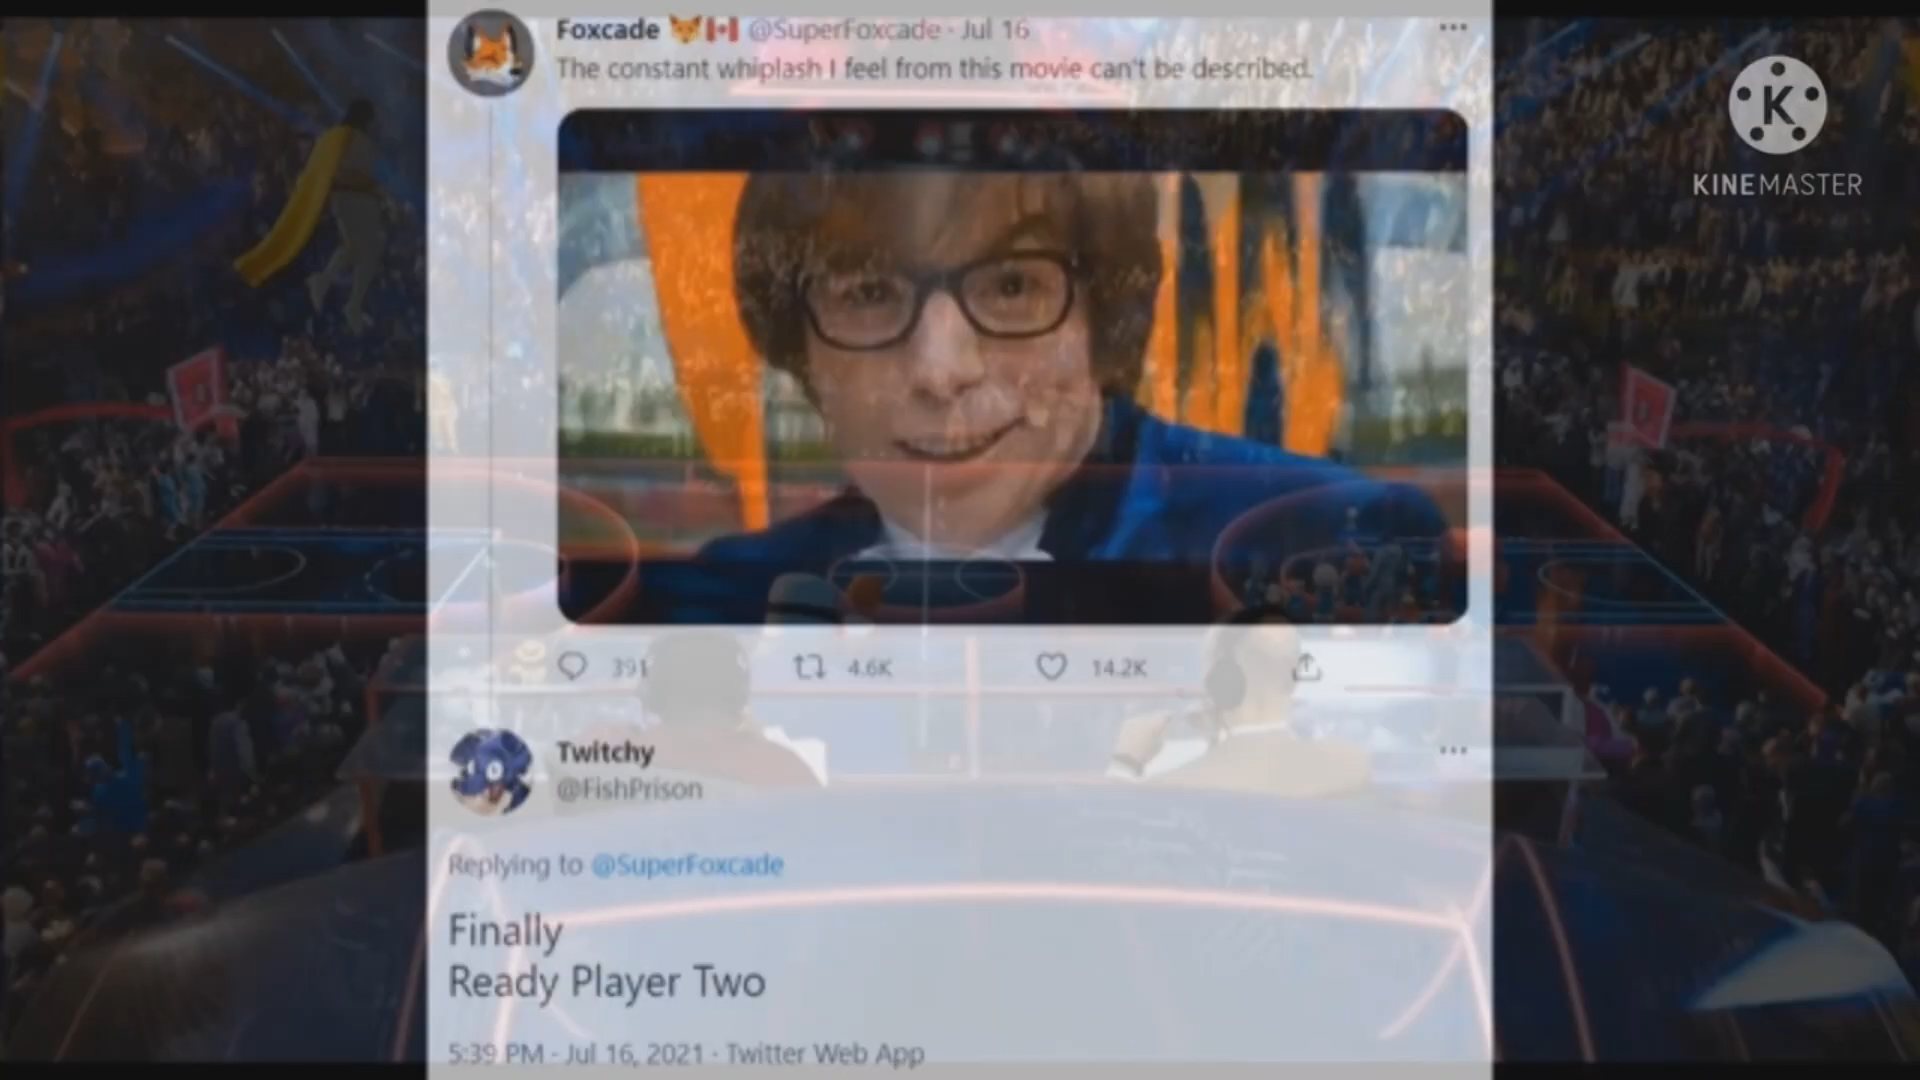 Foxcade 🦊🇨🇦 @SuperFoxcade · Jul 16
The constant whiplash I feel from this movie can't be described.
K
KINEMASTER
391 4.6K 14.2K
Twitchy
@FishPrison
Replying to @SuperFoxcade
Finally
Ready Player Two
5:39 PM · Jul 16, 2021 · Twitter Web App